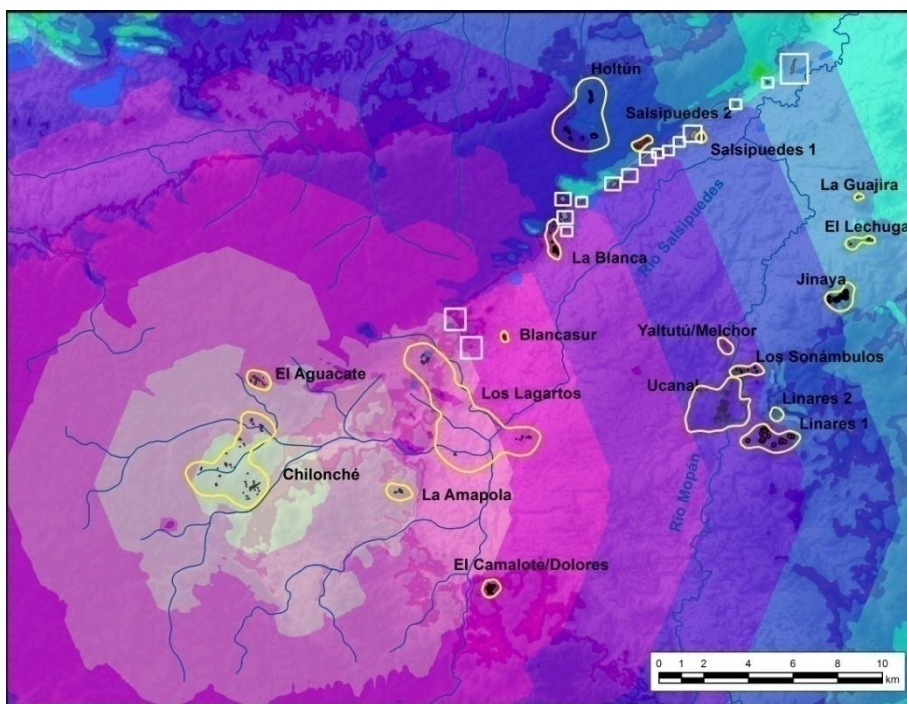 Holtún
Salsipuedes 2
Salsipuedes 1
La Guajira
Río Salsipuedes
El Lechugal
Jinaya
La Blanca
Blancasur
Yaltutú/Melchor
Los Sonámbulos
El Aguacate
Los Lagartos
Ucanal
Linares 2
Linares 1
Chilonché
La Amapola
Río Mopán
El Camalote/Dolores
0 1 2 4 6 8 10
km